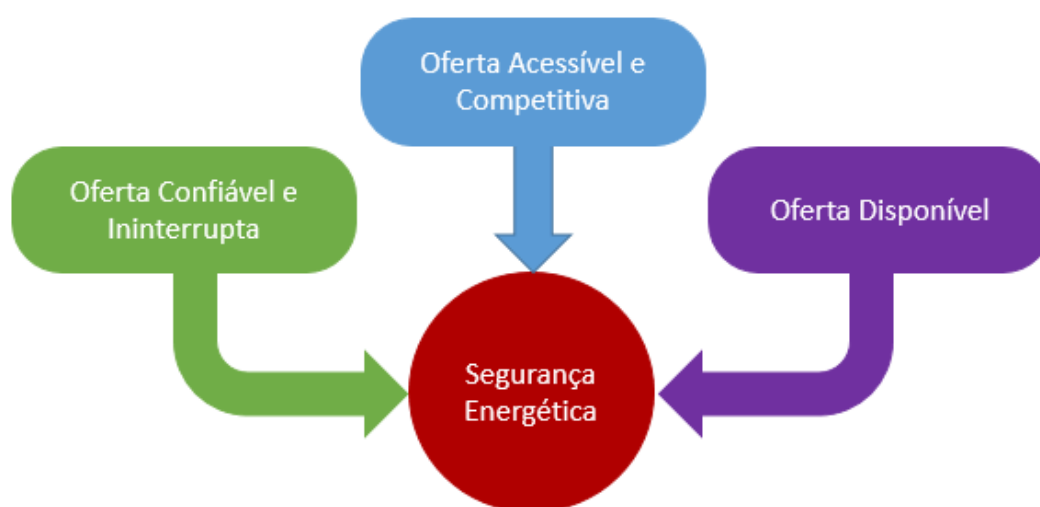 Oferta Acessível e
Competitiva
Oferta Confiável e
Ininterrupta
Oferta Disponível
Segurança
Energética